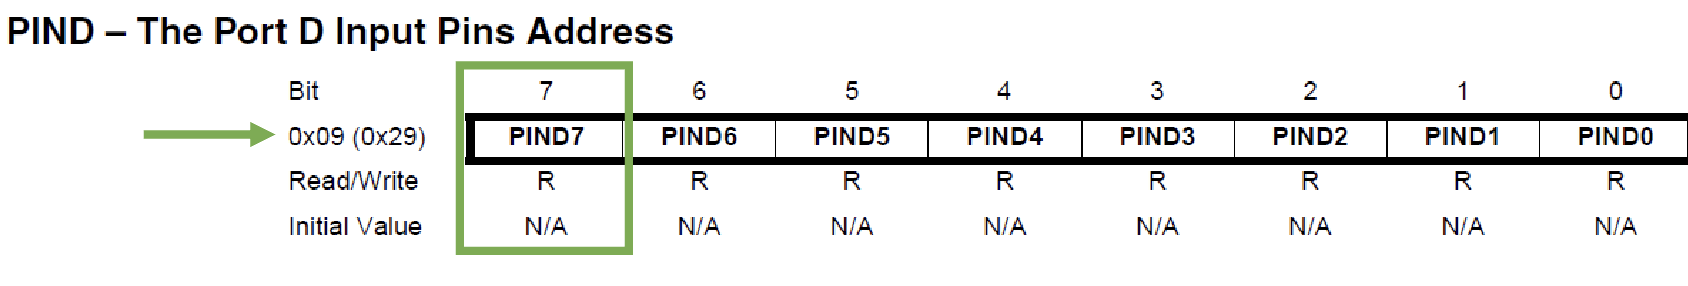 PIND – The Port D Input Pins Address
Bit 7 6 5 4 3 2 1 0
0x09 (0x29) PIND7 PIND6 PIND5 PIND4 PIND3 PIND2 PIND1 PIND0
Read/Write R R R R R R R R
Initial Value N/A N/A N/A N/A N/A N/A N/A N/A